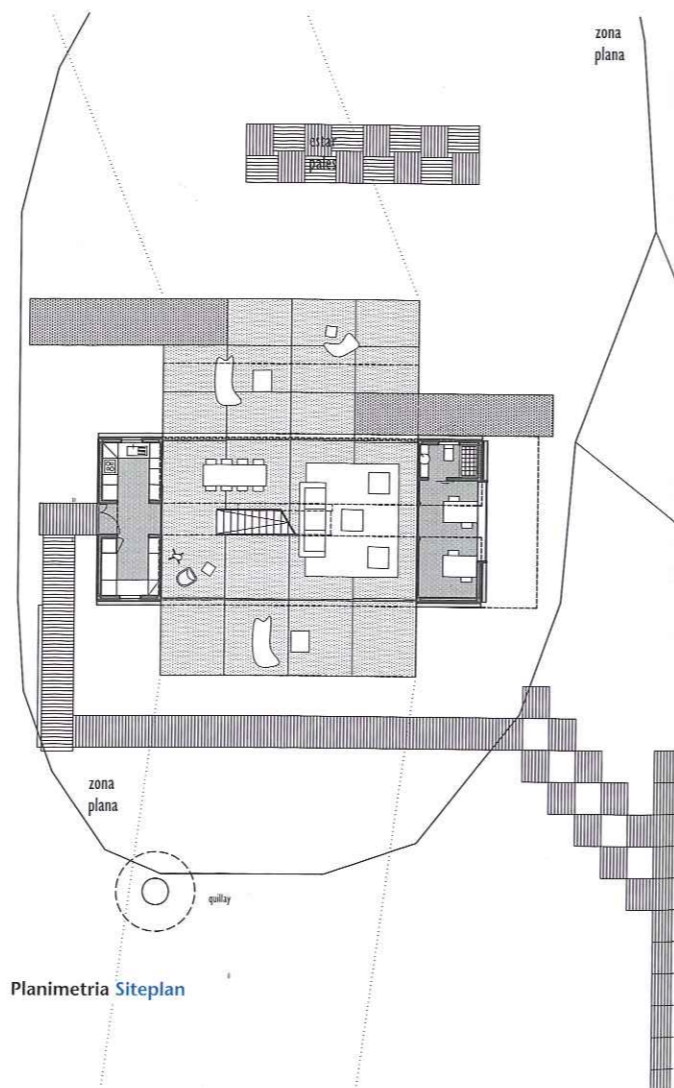 zona
plana
estar
pales
zona
plana
quillay
Planimetria Siteplan